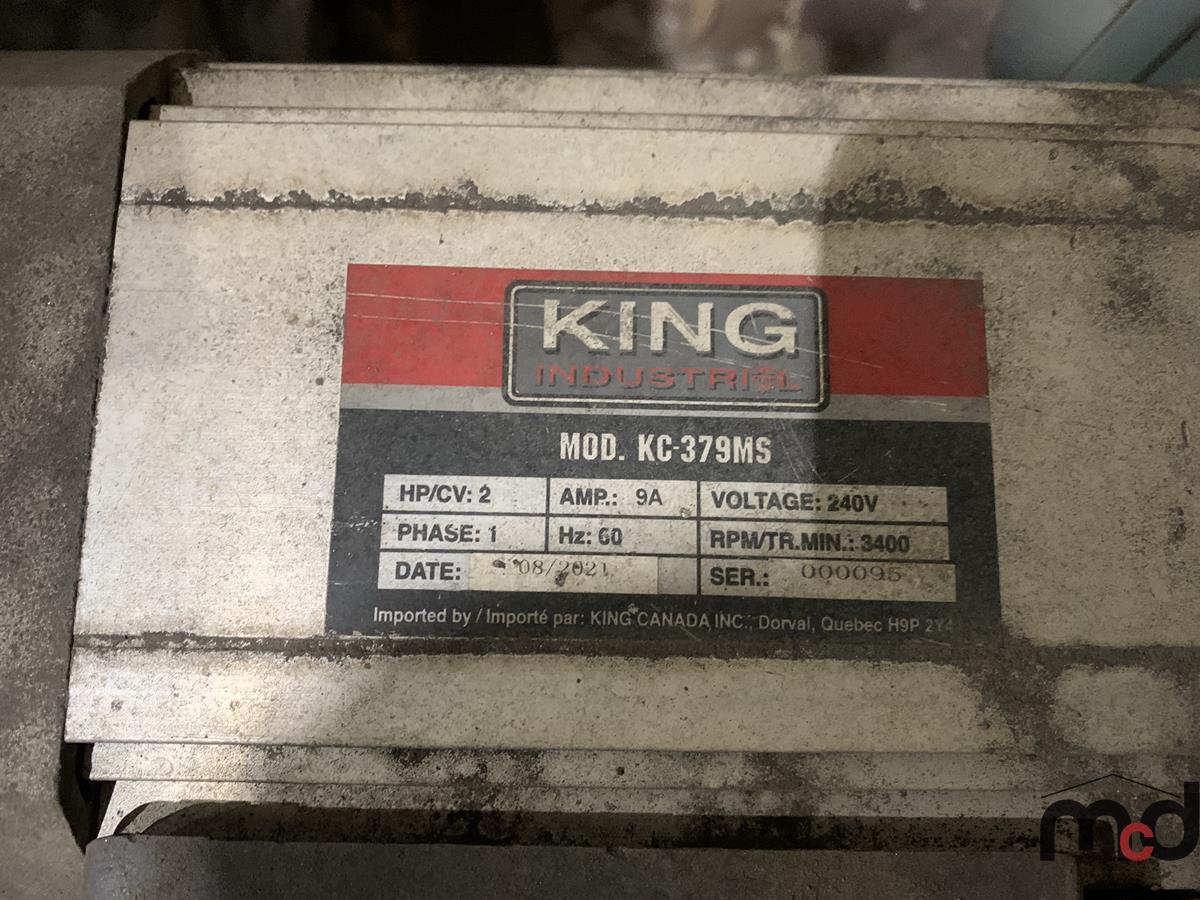 KING
INDUSTRIAL
MOD. KC-379MS
HP/CV: 2 AMP.: 9A VOLTAGE: 240V
PHASE: 1 Hz: 60 RPM/TR.MIN.: 3400
DATE: 08/2021 SER.: 000095
Imported by / Importé par: KING CANADA INC., Dorval, Quebec H9P 2Y4
mcd